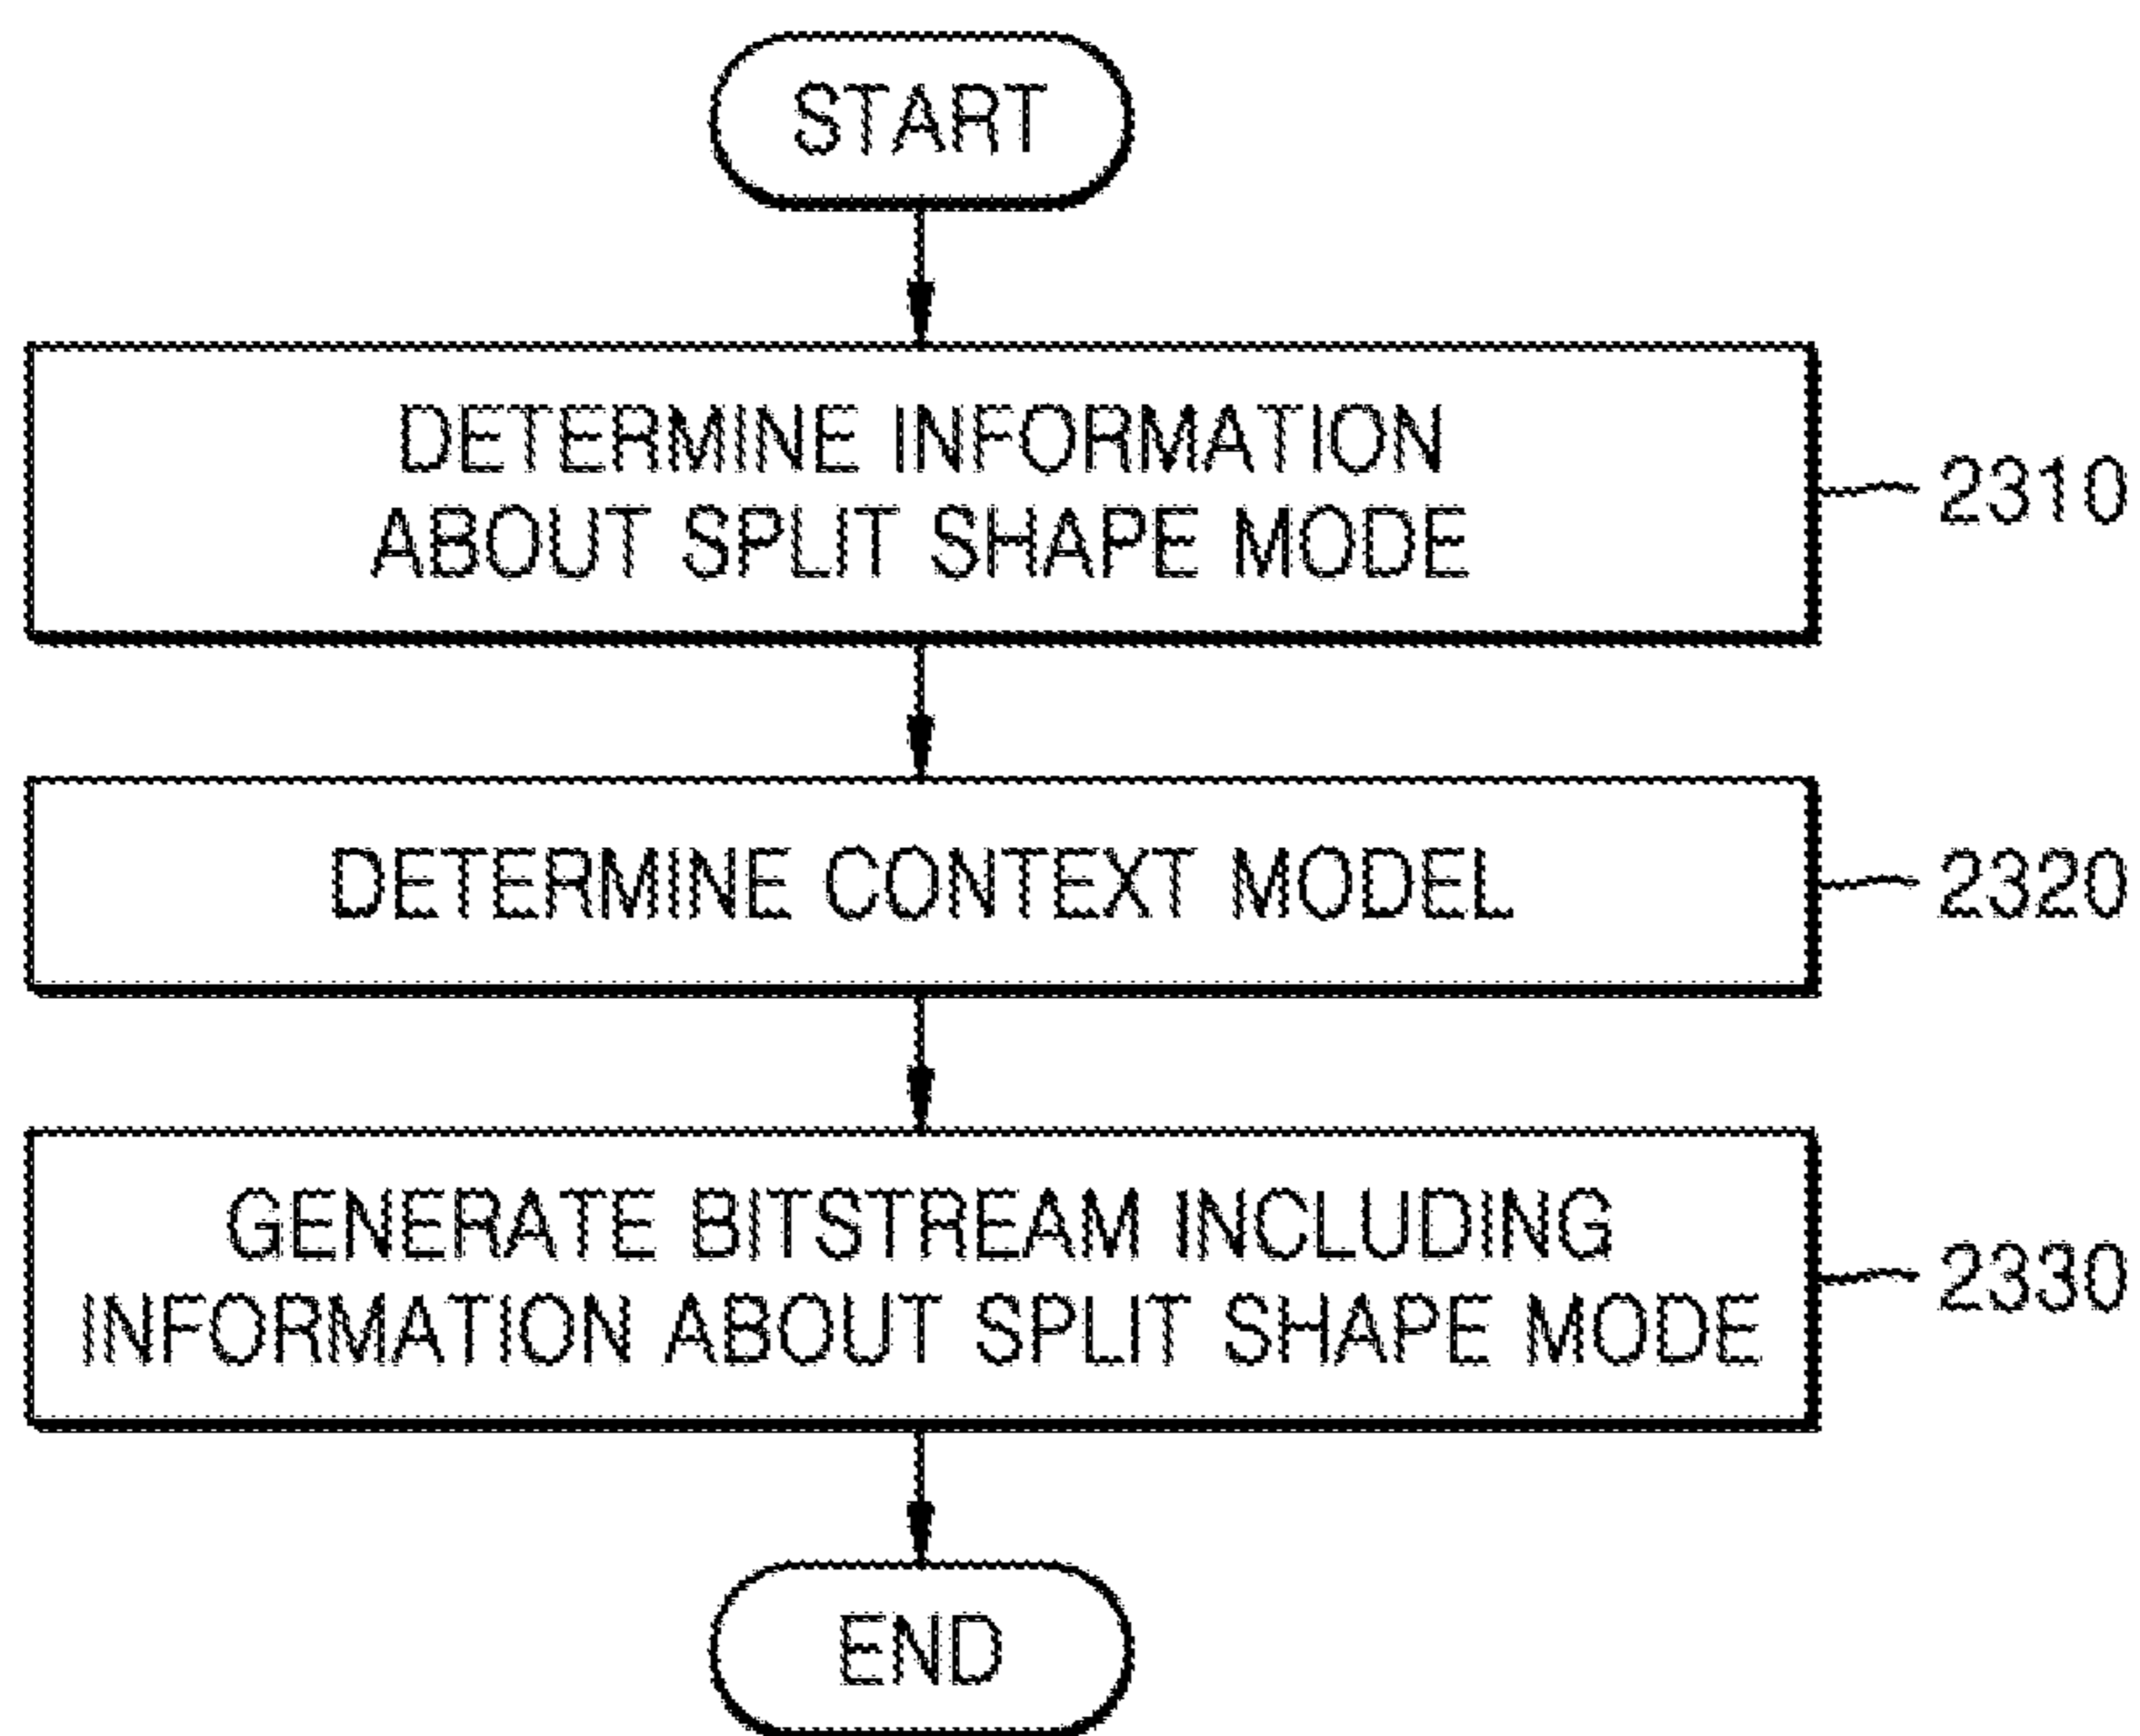 START
DETERMINE INFORMATION
ABOUT SPLIT SHAPE MODE
2310
DETERMINE CONTEXT MODEL
2320
GENERATE BITSTREAM INCLUDING
INFORMATION ABOUT SPLIT SHAPE MODE
2330
END